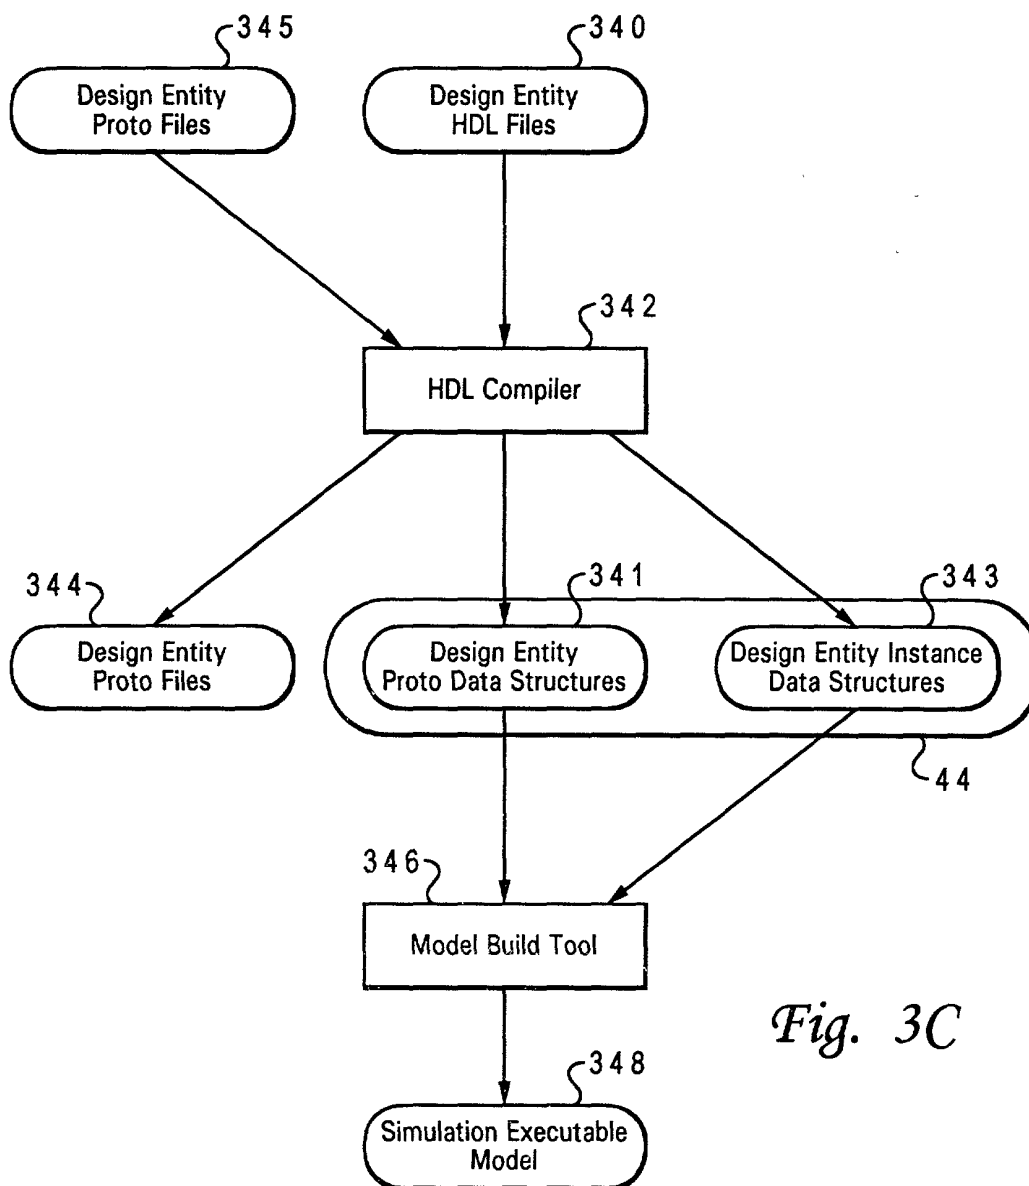 345
340
Design Entity
Proto Files
Design Entity
HDL Files
342
HDL Compiler
344
341
343
Design Entity
Proto Files
Design Entity
Proto Data Structures
Design Entity Instance
Data Structures
44
346
Model Build Tool
Fig. 3C
348
Simulation Executable
Model